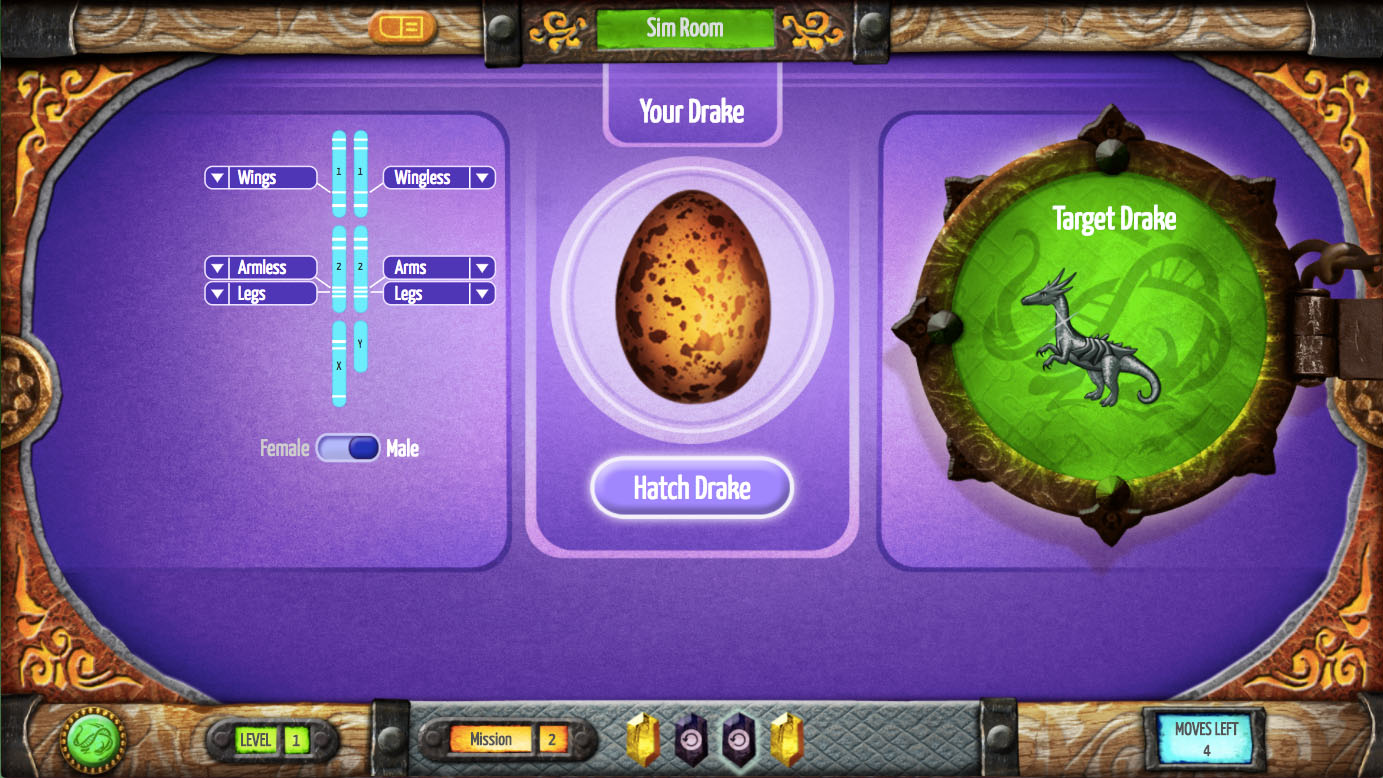 Sim Room
Your Drake
Wings
1
1
Wingless
Armless
2
2
Arms
Legs
Legs
X
Y
Female
Male
Hatch Drake
Target Drake
LEVEL
1
Mission
2
MOVES LEFT
4